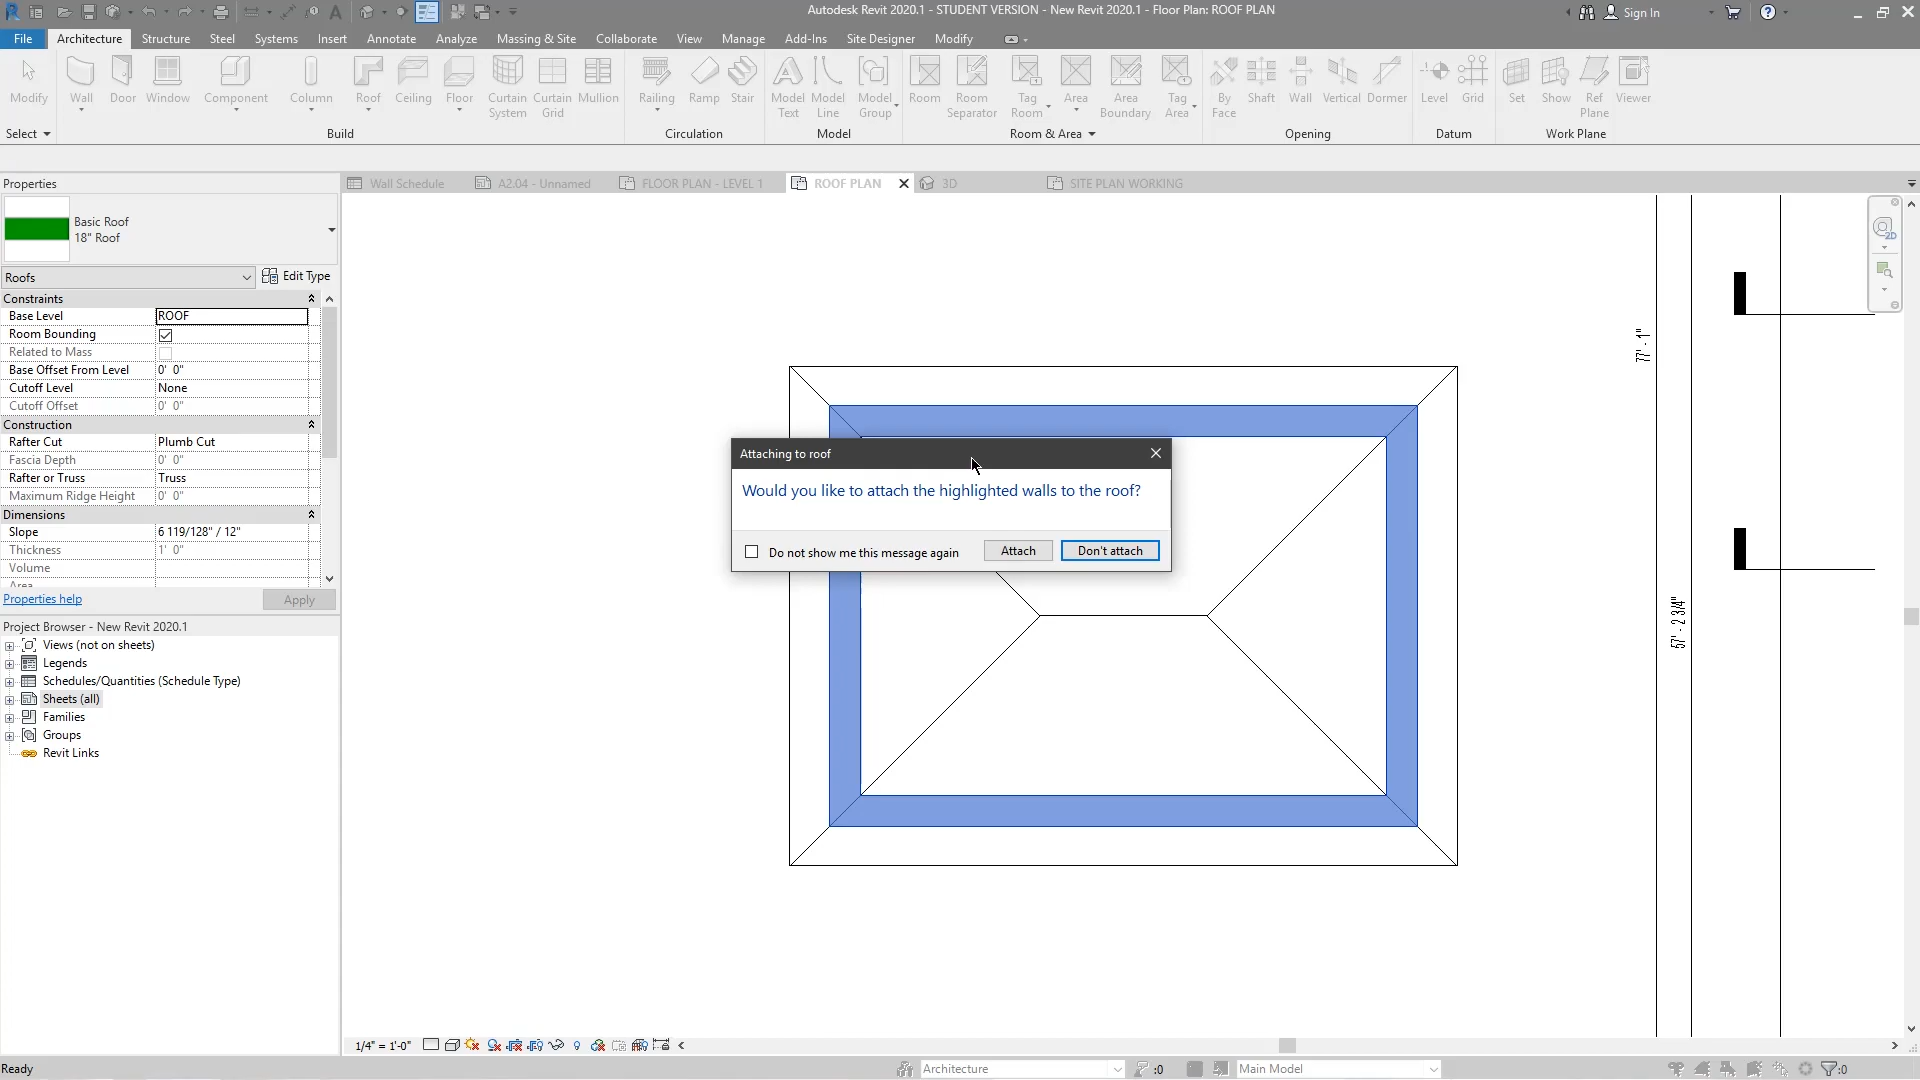 Autodesk Revit 2020.1 - STUDENT VERSION - New Revit 2020.1 - Floor Plan: ROOF PLAN
Sign In
File Architecture Structure Steel Systems Insert Annotate Analyze Massing & Site Collaborate View Manage Add-Ins Site Designer Modify
Modify Wall Door Window Component Column Roof Ceiling Floor Curtain System Curtain Grid Mullion Railing Ramp Stair Model Text Model Line Model Group Room Room Separator Tag Room Area Area Boundary Tag Area By Face Shaft Wall Vertical Dormer Level Grid Set Show Ref Plane Viewer
Select Build Circulation Model Room & Area Opening Datum Work Plane
Properties
Wall Schedule A2.04 - Unnamed FLOOR PLAN - LEVEL 1 ROOF PLAN 3D SITE PLAN WORKING
Basic Roof
18" Roof
Roofs Edit Type
Constraints
Base Level ROOF
Room Bounding
Related to Mass
Base Offset From Level 0' 0"
Cutoff Level None
Cutoff Offset 0' 0"
Construction
Rafter Cut Plumb Cut
Fascia Depth 0' 0"
Rafter or Truss Truss
Maximum Ridge Height 0' 0"
Dimensions
Slope 6 119/128" / 12"
Thickness 1' 0"
Volume
Area
Properties help Apply
Project Browser - New Revit 2020.1
Views (not on sheets)
Legends
Schedules/Quantities (Schedule Type)
Sheets (all)
Families
Groups
Revit Links
2D
77' - 1"
57' - 2 3/4"
Attaching to roof
Would you like to attach the highlighted walls to the roof?
Do not show me this message again Attach Don't attach
1/4" = 1'-0"
Ready Architecture :0 Main Model :0